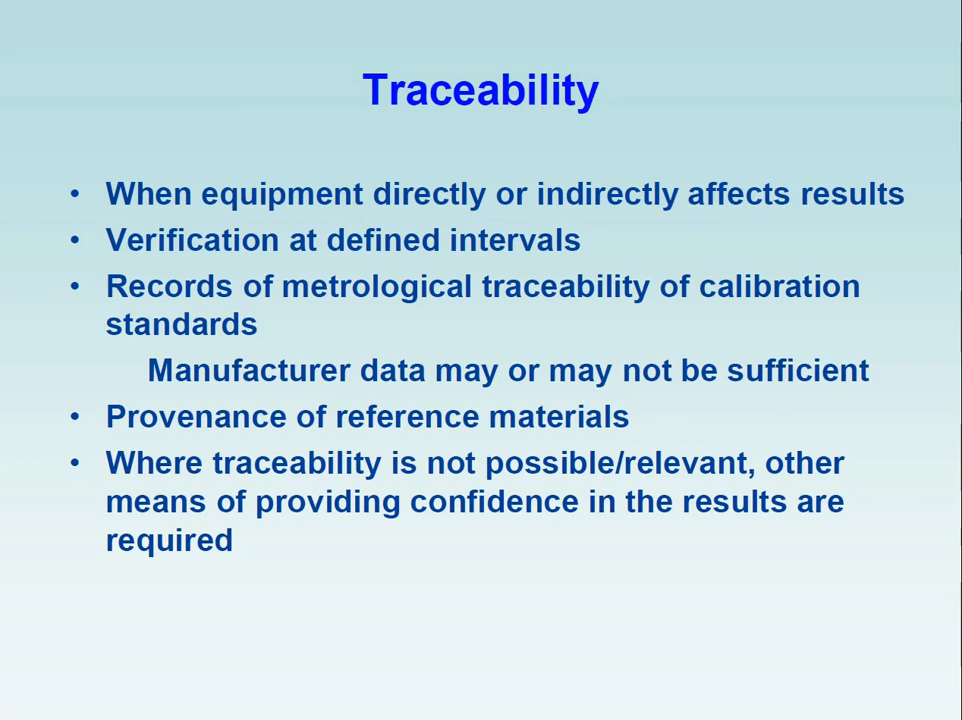 Traceability
• When equipment directly or indirectly affects results
• Verification at defined intervals
• Records of metrological traceability of calibration
standards
Manufacturer data may or may not be sufficient
• Provenance of reference materials
• Where traceability is not possible/relevant, other
means of providing confidence in the results are
required